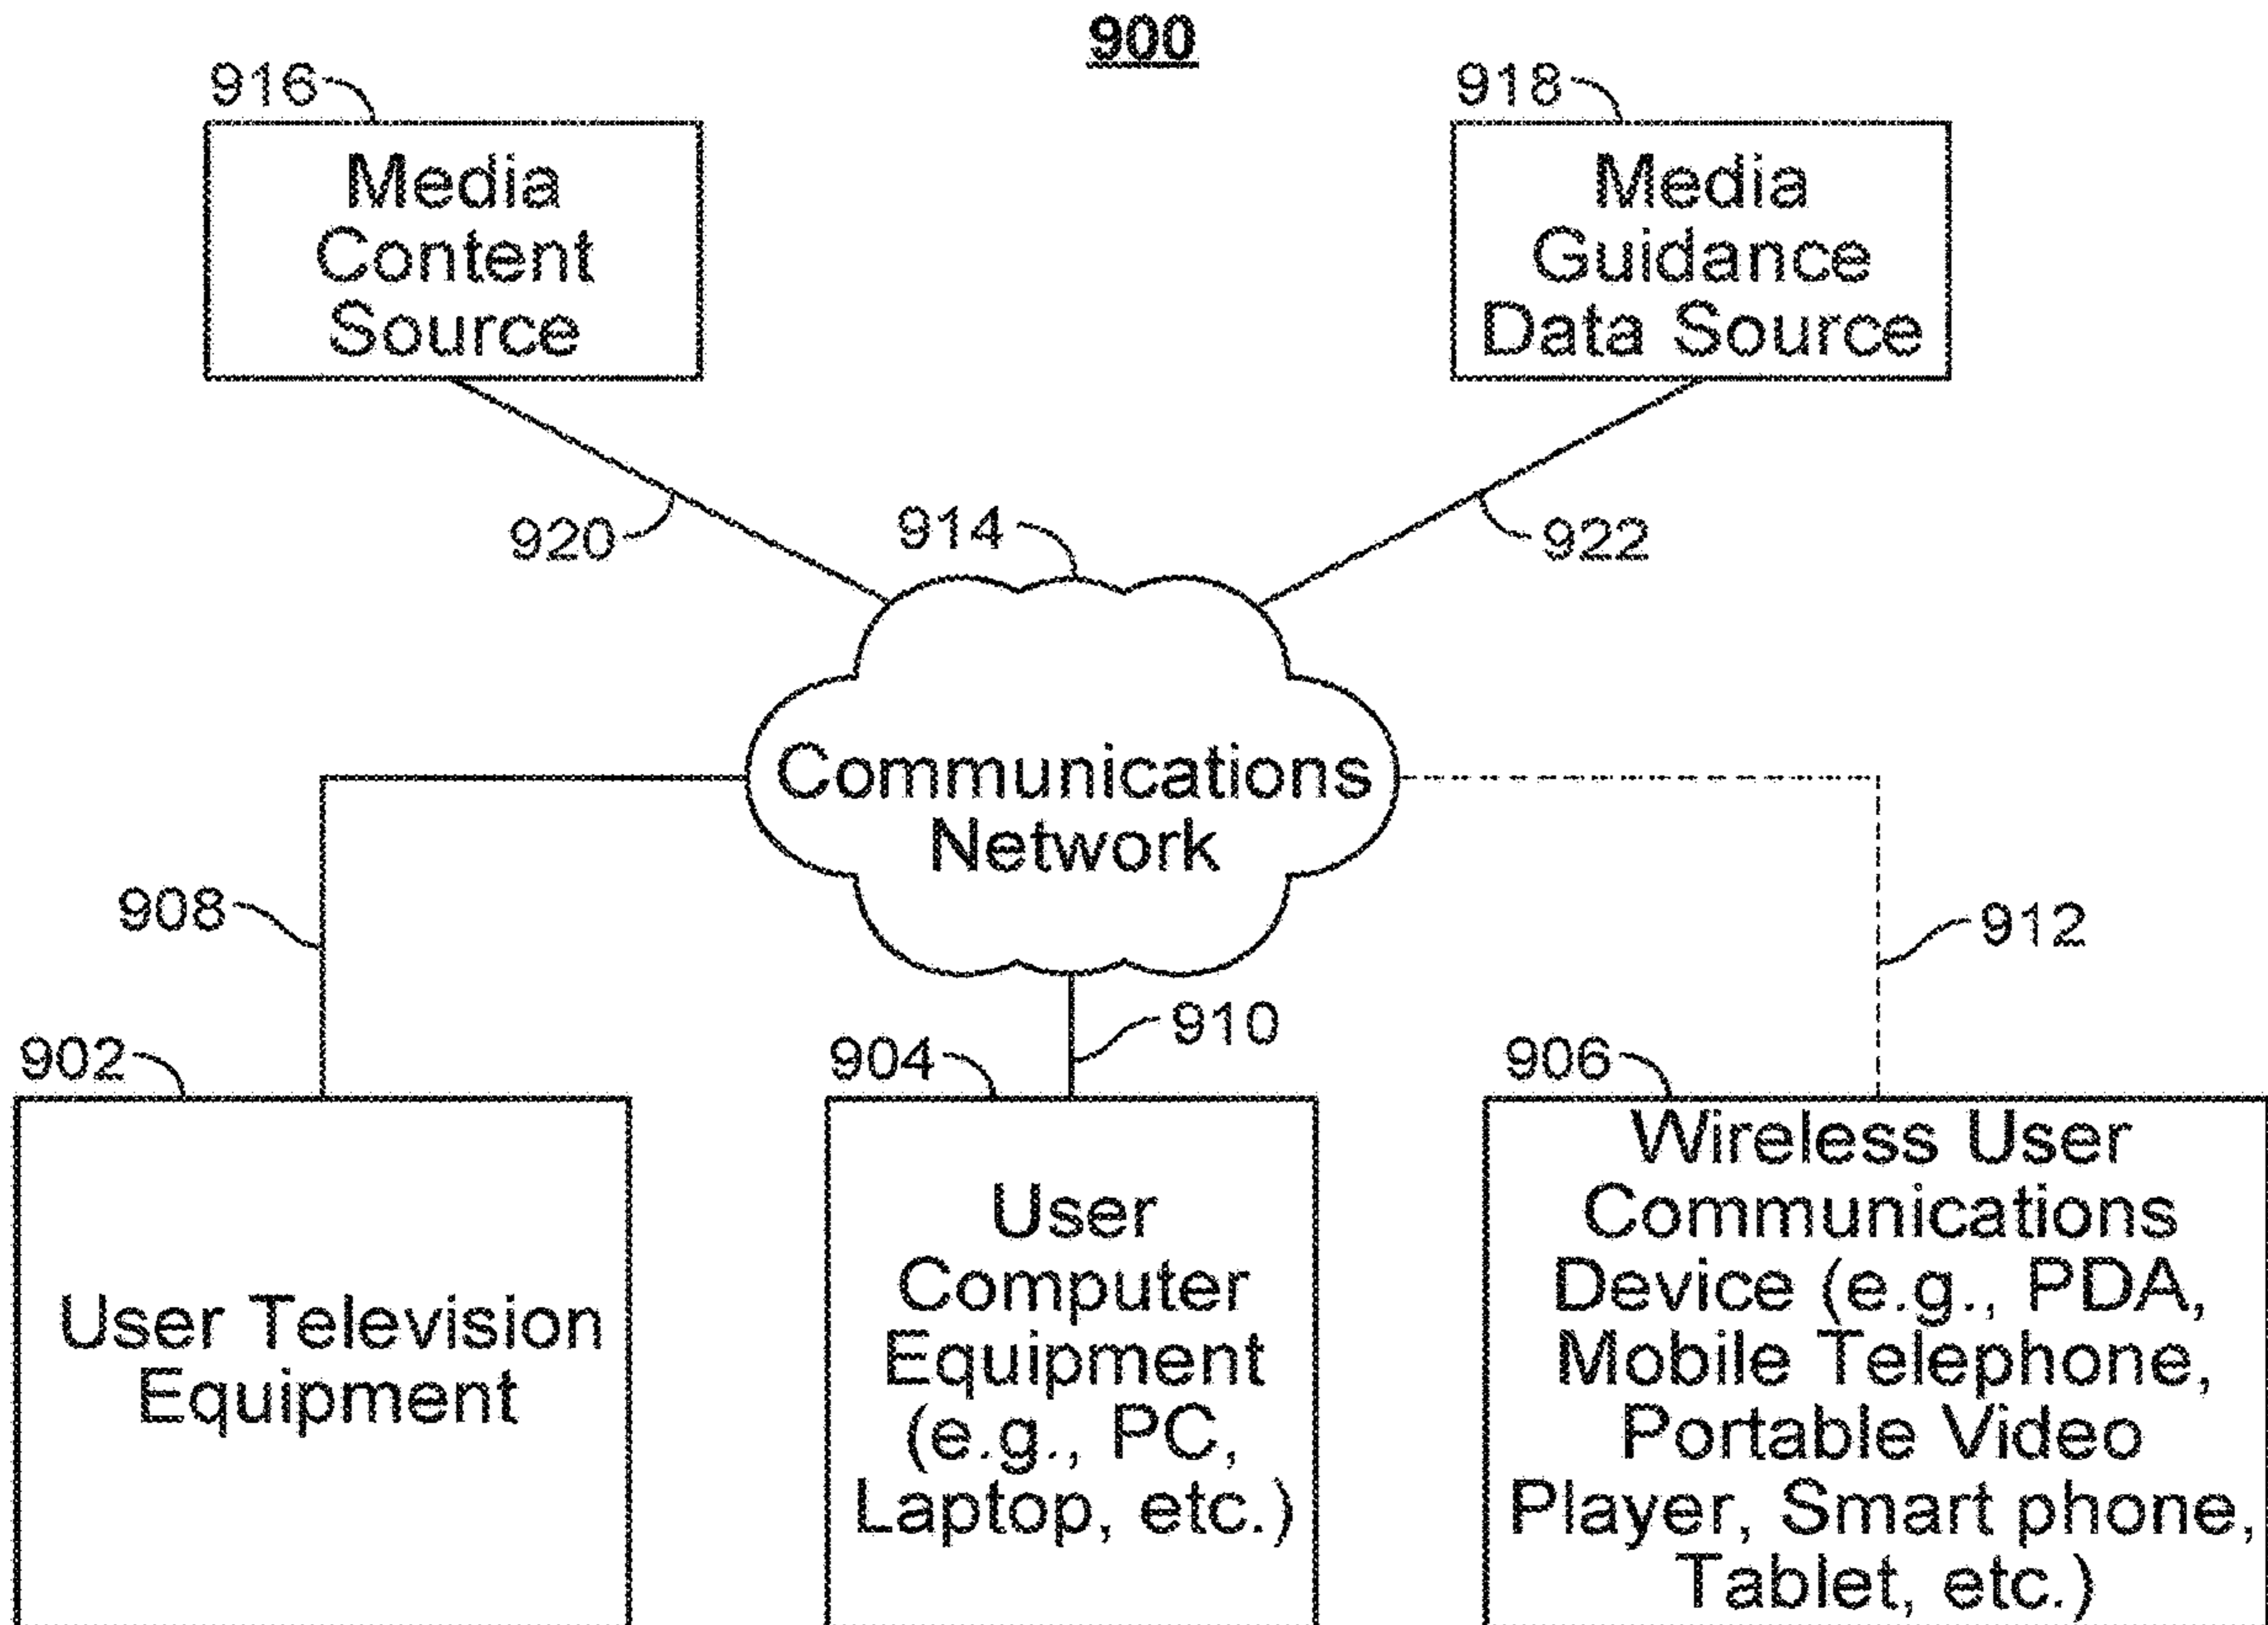 900
916
Media
Content
Source
918
Media
Guidance
Data Source
920
914
922
Communications
Network
908
912
910
902
User Television
Equipment
904
User
Computer
Equipment
(e.g., PC,
Laptop, etc.)
906
Wireless User
Communications
Device (e.g., PDA,
Mobile Telephone,
Portable Video
Player, Smart phone,
Tablet, etc.)